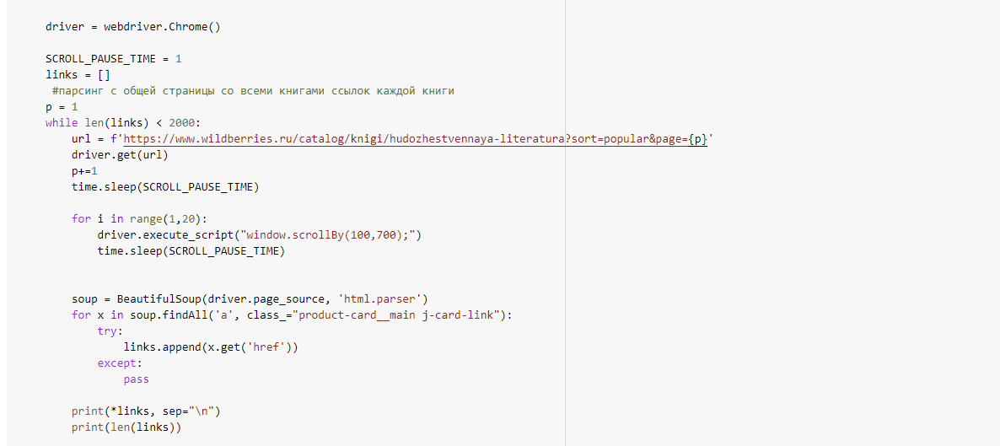 driver = webdriver.Chrome()
SCROLL_PAUSE_TIME = 1
links = []
#парсинг с общей страницы со всеми книгами ссылок каждой книги
p = 1
while len(links) < 2000:
url = f'https://www.wildberries.ru/catalog/knigi/hudozhestvennaya-literatura?sort=popular&page={p}'
driver.get(url)
p+=1
time.sleep(SCROLL_PAUSE_TIME)
for i in range(1,20):
driver.execute_script("window.scrollBy(100,700);")
time.sleep(SCROLL_PAUSE_TIME)
soup = BeautifulSoup(driver.page_source, 'html.parser')
for x in soup.findAll('a', class_="product-card__main j-card-link"):
try:
links.append(x.get('href'))
except:
pass
print(*links, sep="\n")
print(len(links))